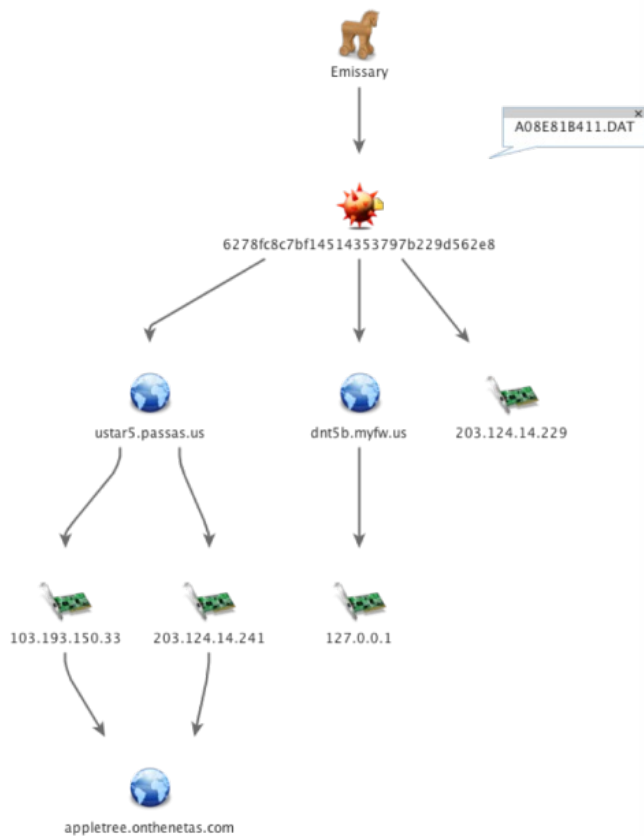 Emissary
A08E81B411.DAT
6278fc8c7bf14514353797b229d562e8
ustar5.passas.us
dnt5b.myfw.us
203.124.14.229
103.193.150.33
203.124.14.241
127.0.0.1
appletree.onthenetas.com